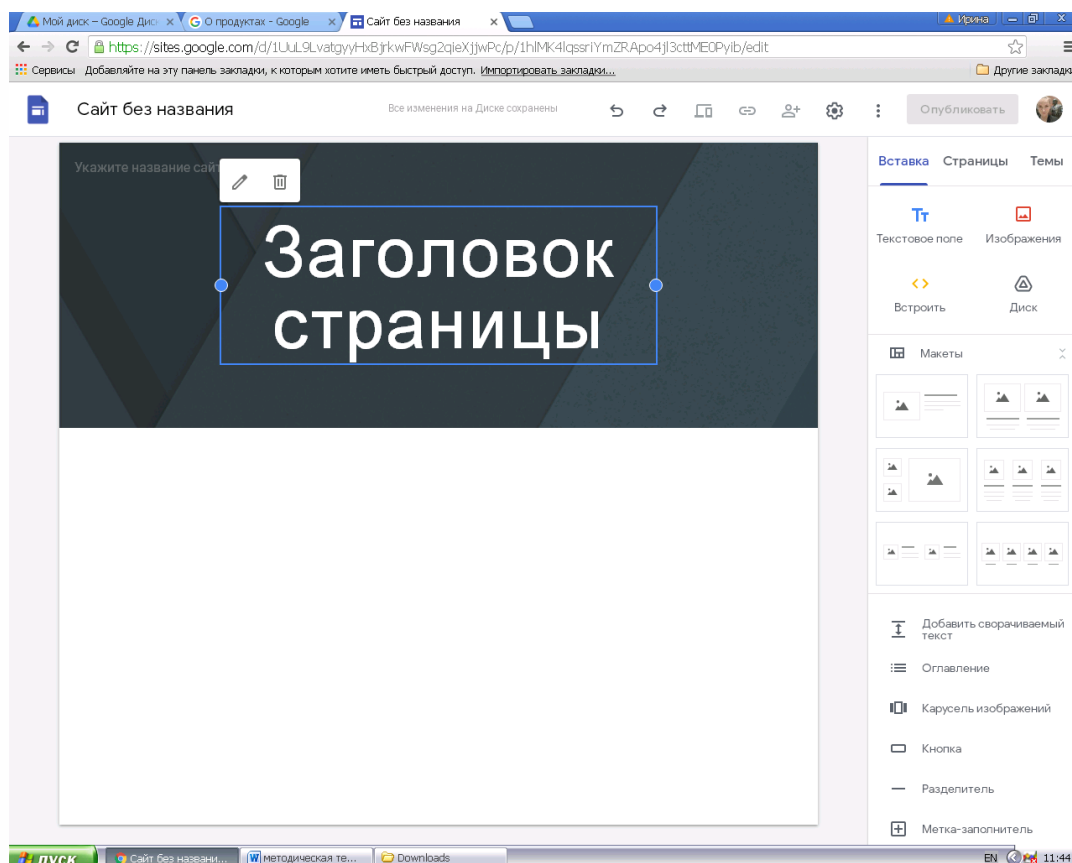 Мой диск – Google Дис
О продуктах - Google
Сайт без названия
Ирина
https://sites.google.com/d/1UuL9LvatgyyHxBjrkwFWsg2qieXjjwPc/p/1hlMK4lqssriYmZRApo4jl3cttME0Pyib/edit
Сервисы Добавляйте на эту панель закладки, к которым хотите иметь быстрый доступ. Импортировать закладки...
Другие закладки
Сайт без названия
Все изменения на Диске сохранены
Опубликовать
Укажите название сайт
Заголовок
страницы
Вставка Страницы Темы
Текстовое поле Изображения
Встроить Диск
Макеты
Добавить сворачиваемый
текст
Оглавление
Карусель изображений
Кнопка
Разделитель
Метка-заполнитель
пуск
Сайт без названи...
методическая те...
Downloads
EN
11:44